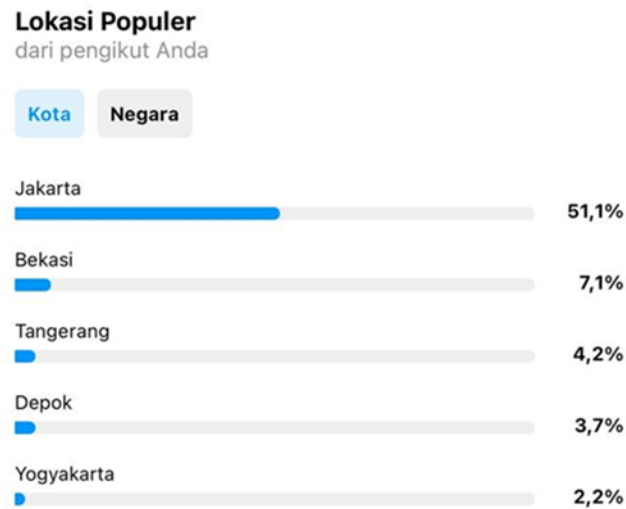 Lokasi Populer
dari pengikut Anda
Kota Negara
Jakarta
51,1%
Bekasi
7,1%
Tangerang
4,2%
Depok
3,7%
Yogyakarta
2,2%